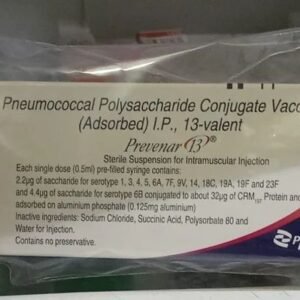 Pneumococcal Polysaccharide Conjugate Vacc
(Adsorbed) I.P., 13-valent
Prevenar 13®
Sterile Suspension for Intramuscular Injection
Each single dose (0.5ml) pre-filled syringe contains:
2.2µg of saccharide for serotype 1, 3, 4, 5, 6A, 7F, 9V, 14, 18C, 19A, 19F and 23F
and 4.4µg of saccharide for serotype 6B conjugated to about 32µg of CRM197 Protein and
adsorbed on aluminium phosphate (0.125mg aluminium)
Inactive ingredients: Sodium Chloride, Succinic Acid, Polysorbate 80 and
Water for Injection.
Contains no preservative.